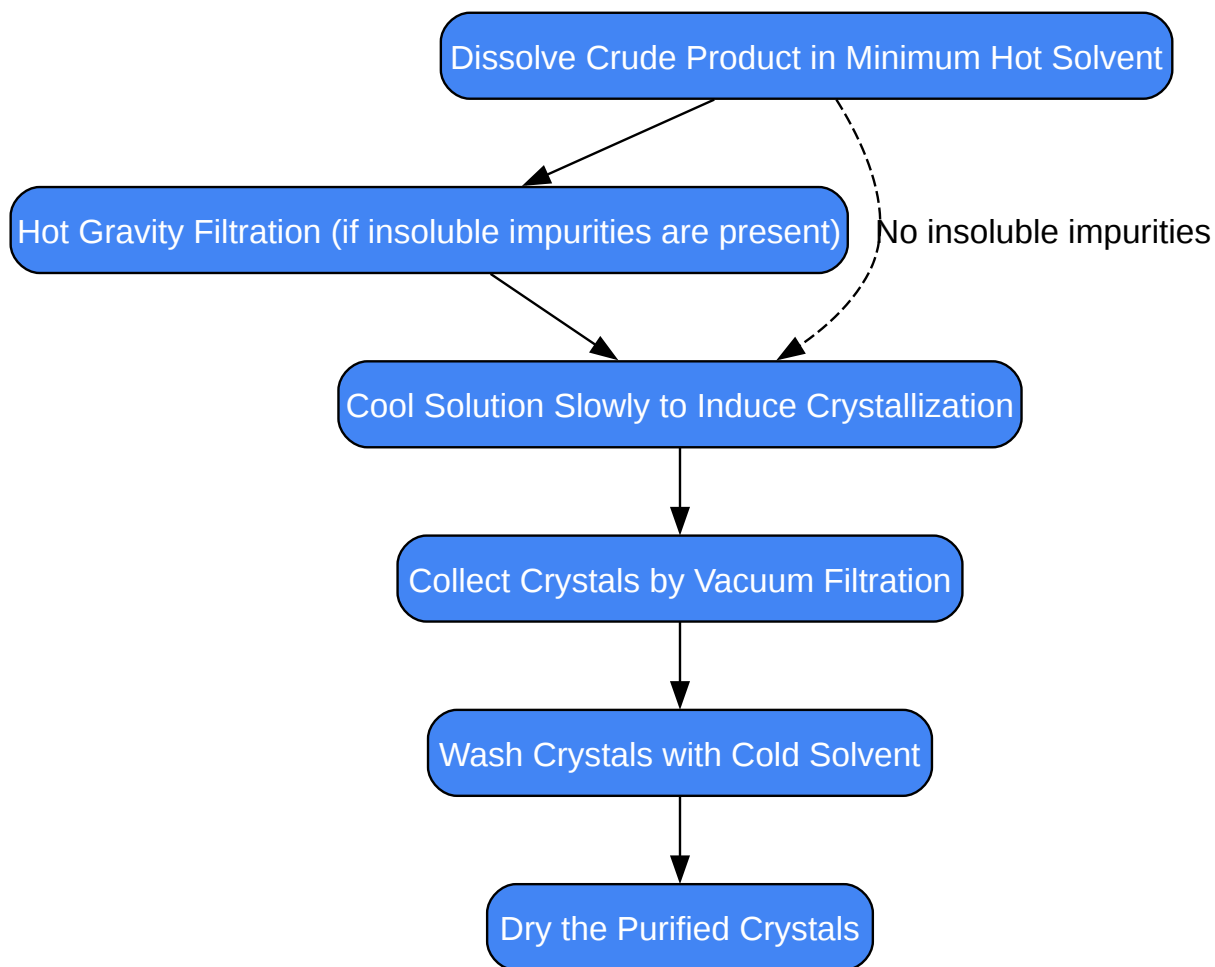 Dissolve Crude Product in Minimum Hot Solvent
Hot Gravity Filtration (if insoluble impurities are present)
No insoluble impurities
Cool Solution Slowly to Induce Crystallization
Collect Crystals by Vacuum Filtration
Wash Crystals with Cold Solvent
Dry the Purified Crystals